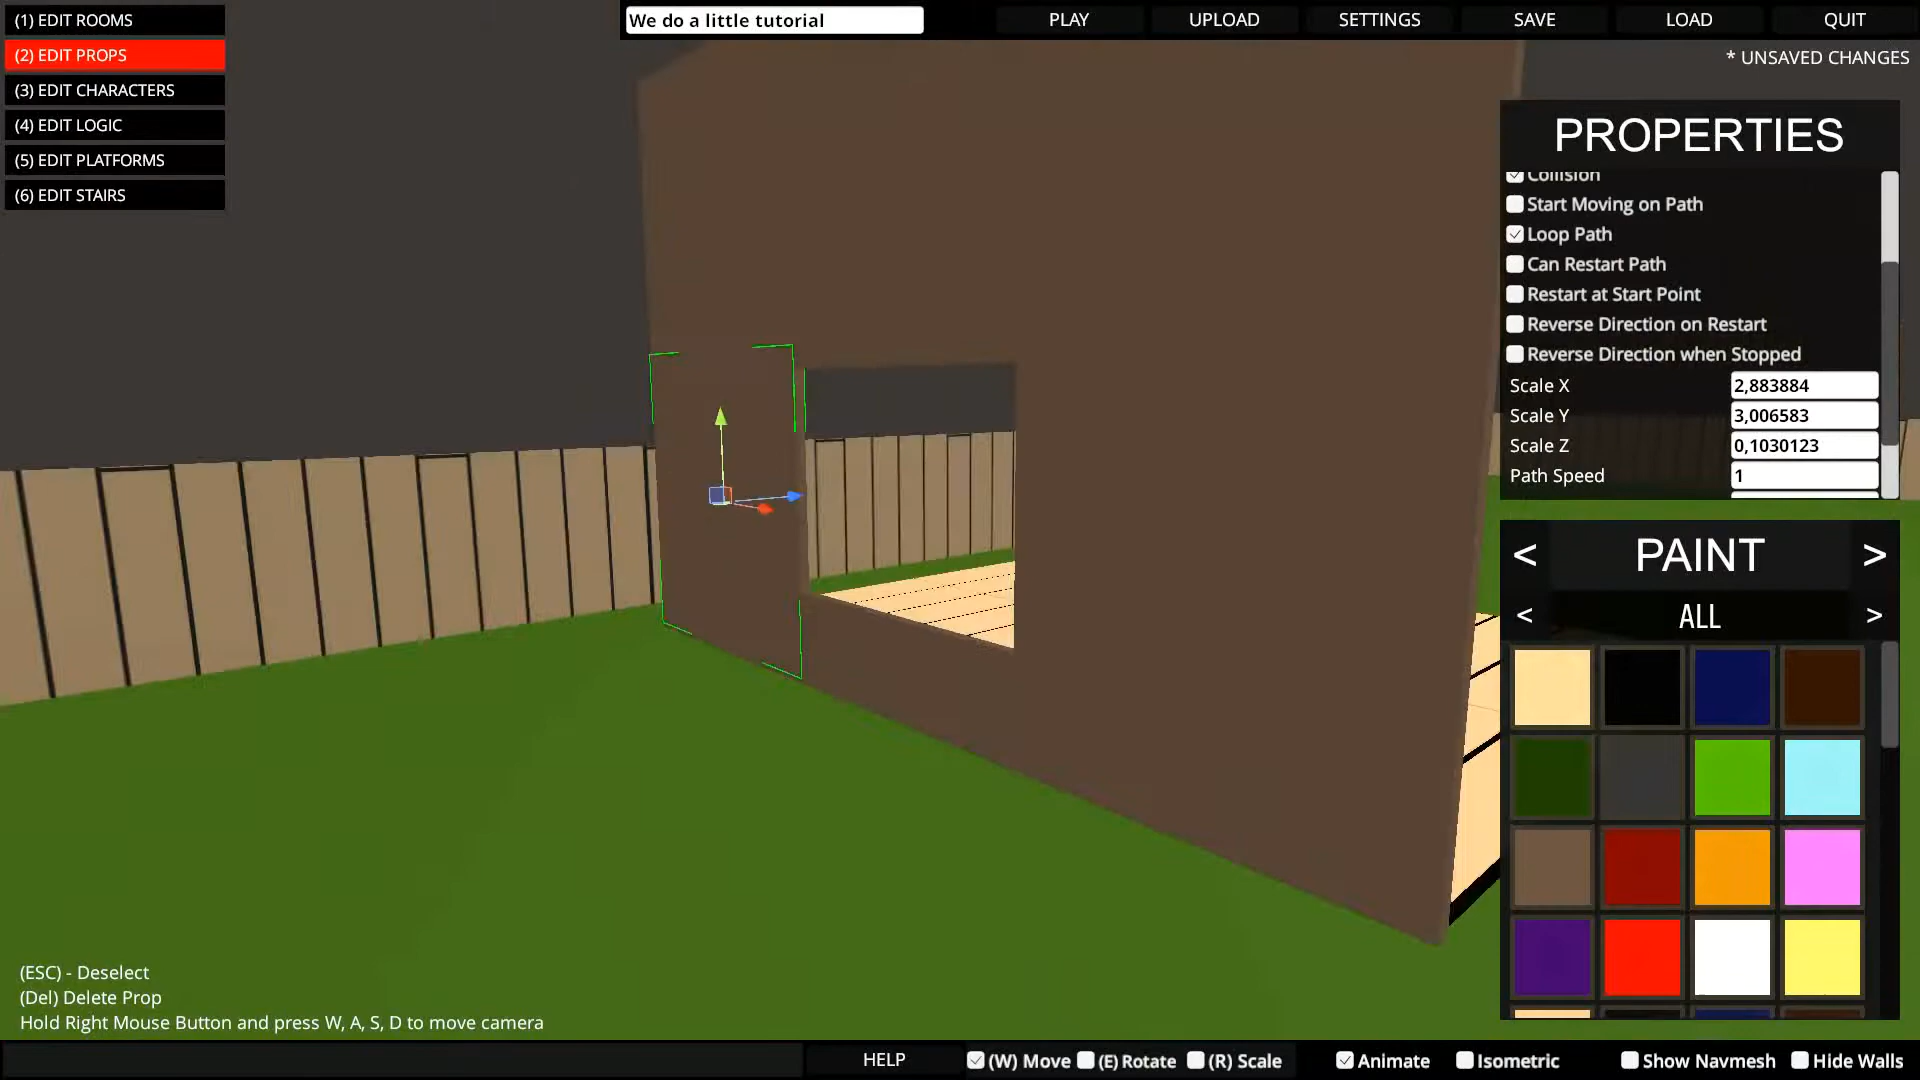 (1) EDIT ROOMS
We do a little tutorial
PLAY
UPLOAD
SETTINGS
SAVE
LOAD
QUIT
(2) EDIT PROPS
* UNSAVED CHANGES
(3) EDIT CHARACTERS
(4) EDIT LOGIC
(5) EDIT PLATFORMS
(6) EDIT STAIRS
PROPERTIES
Collision
Start Moving on Path
Loop Path
Can Restart Path
Restart at Start Point
Reverse Direction on Restart
Reverse Direction when Stopped
Scale X 2,883884
Scale Y 3,006583
Scale Z 0,1030123
Path Speed 1
< PAINT >
< ALL >
(ESC) - Deselect
(Del) Delete Prop
Hold Right Mouse Button and press W, A, S, D to move camera
HELP
(W) Move
(E) Rotate
(R) Scale
Animate
Isometric
Show Navmesh
Hide Walls